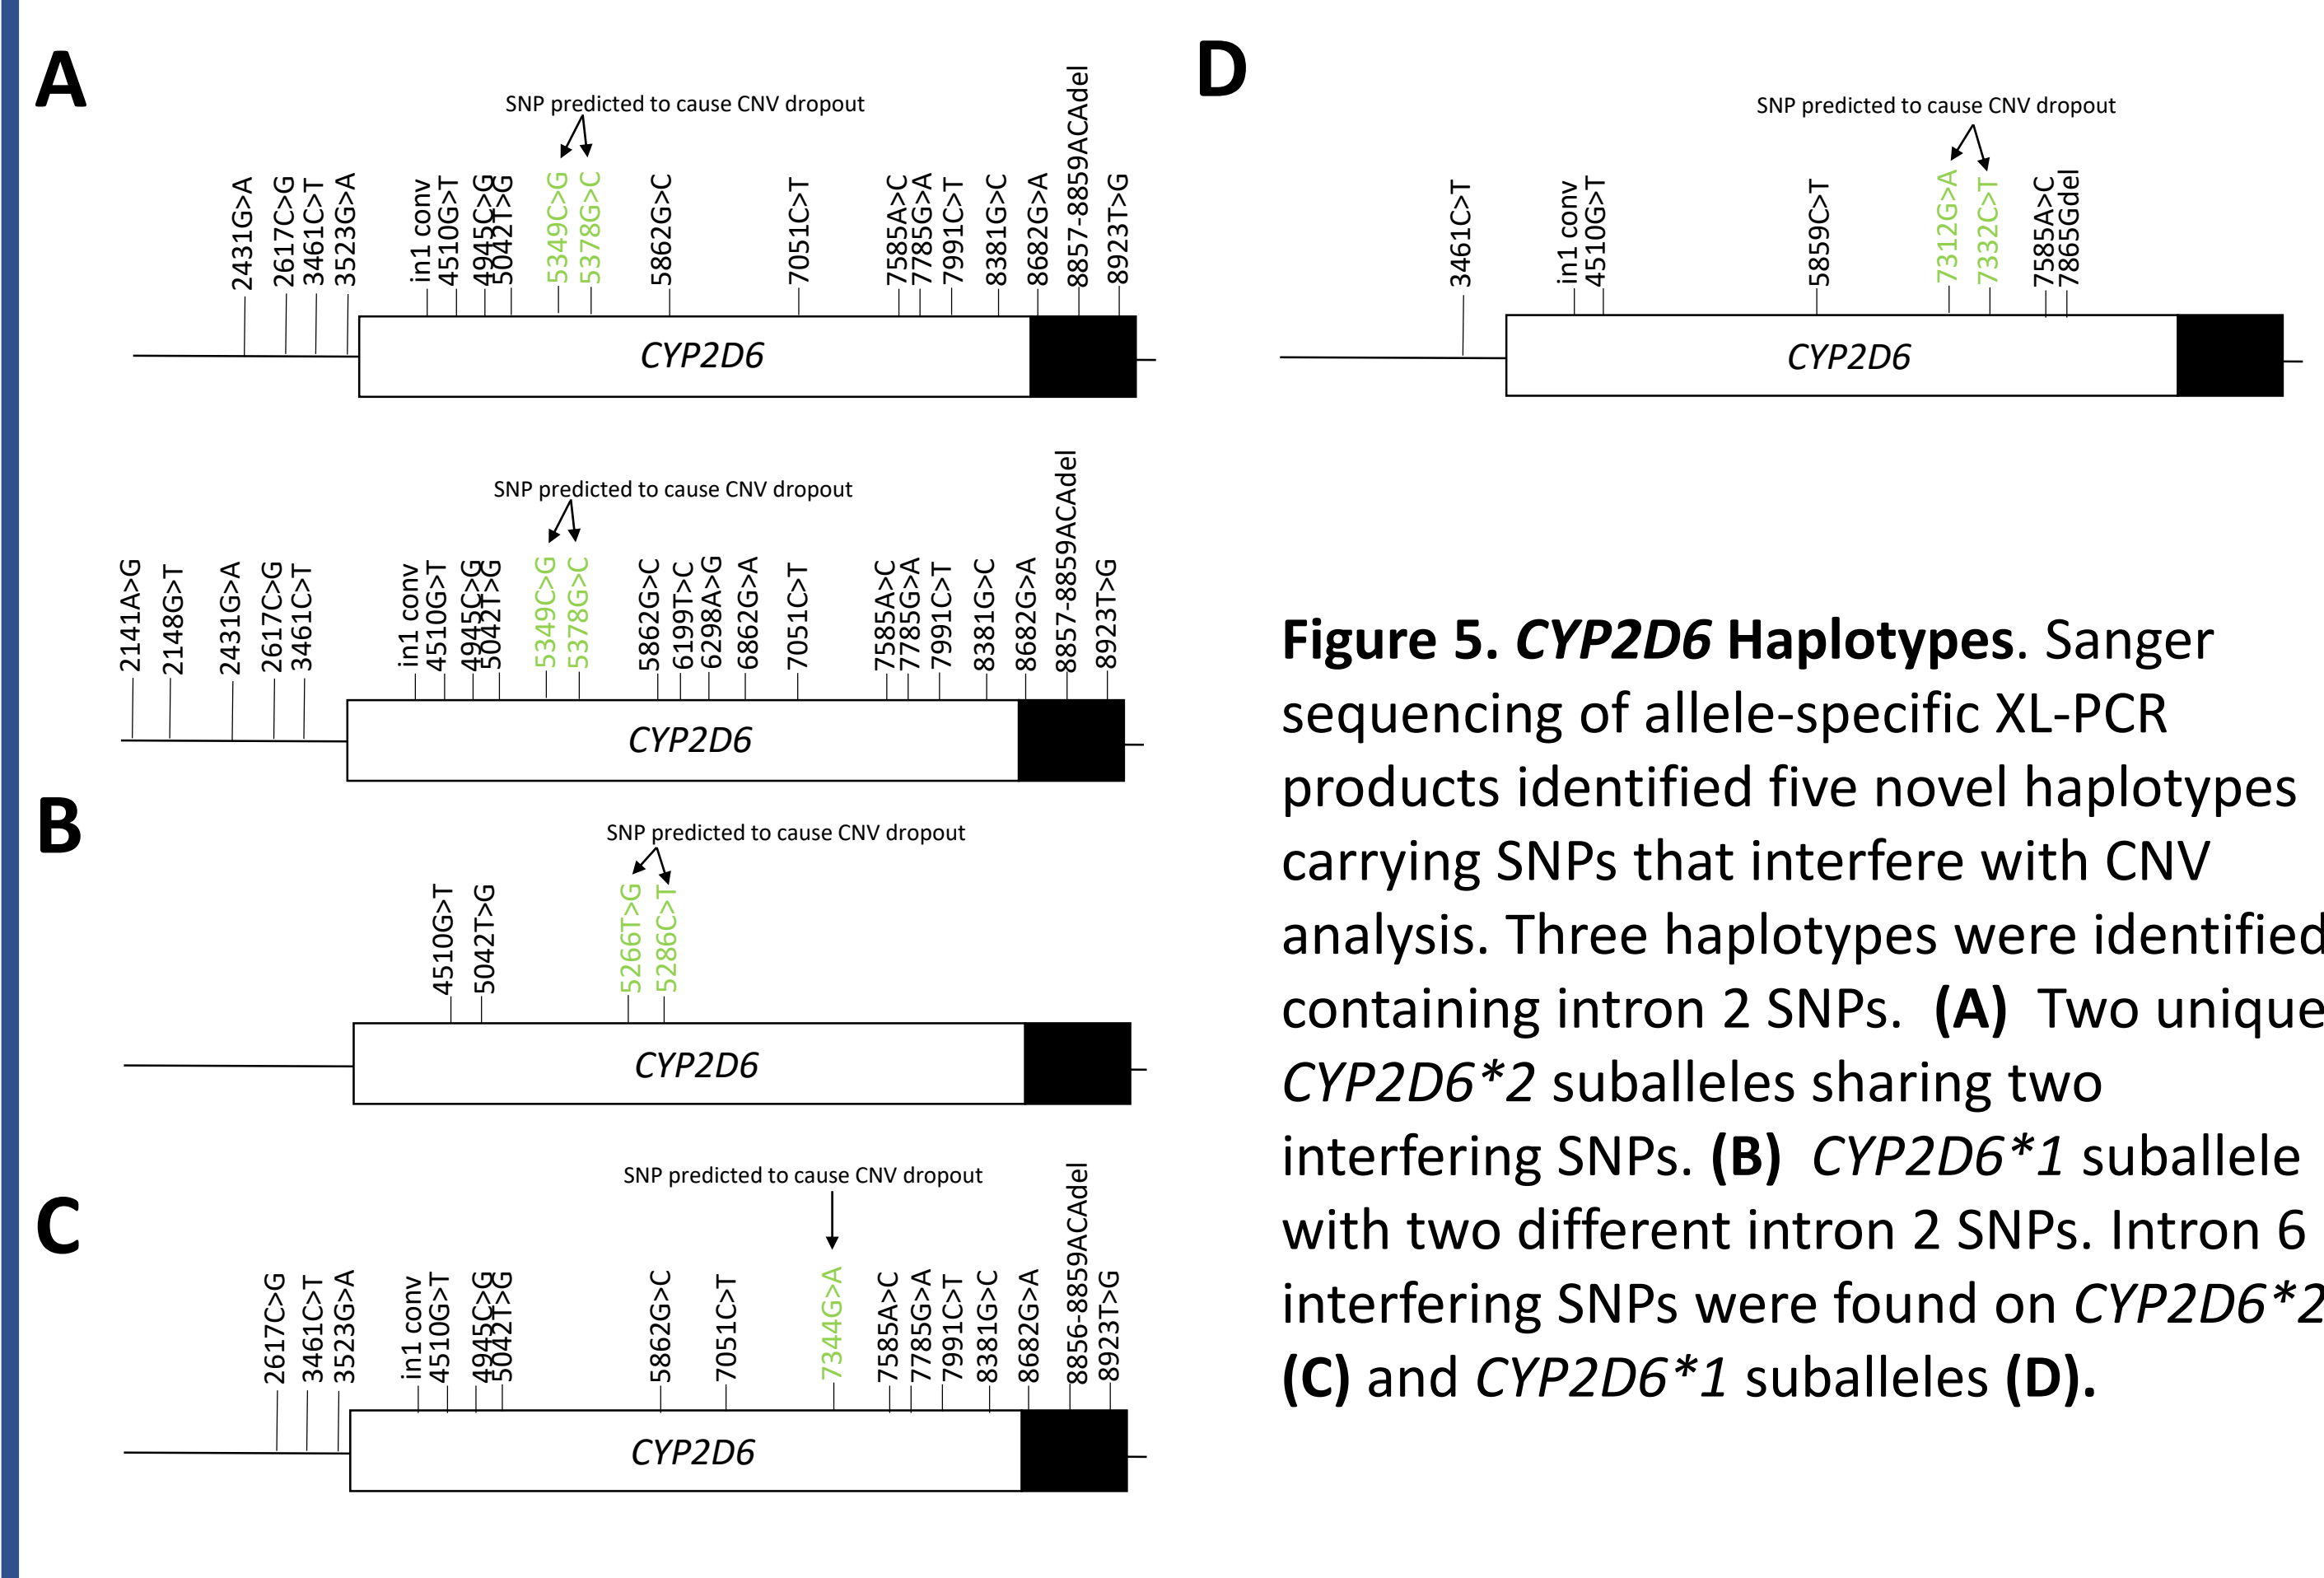 A
SNP predicted to cause CNV dropout
2431G>A
2617C>G
3461C>T
3523G>A
in1 conv
4510G>T
4945C>G
5042T>G
5349C>G
5378G>C
5862G>C
7051C>T
7585A>C
7785G>A
7991C>T
8381G>C
8682G>A
8857-8859ACAdel
8923T>G
CYP2D6
SNP predicted to cause CNV dropout
2141A>G
2148G>T
2431G>A
2617C>G
3461C>T
in1 conv
4510G>T
4945C>G
5042T>G
5349C>G
5378G>C
5862G>C
6199T>C
6298A>G
6862G>A
7051C>T
7585A>C
7785G>A
7991C>T
8381G>C
8682G>A
8857-8859ACAdel
8923T>G
CYP2D6
B
SNP predicted to cause CNV dropout
4510G>T
5042T>G
5266T>G
5286C>T
CYP2D6
C
SNP predicted to cause CNV dropout
2617C>G
3461C>T
3523G>A
in1 conv
4510G>T
4945C>G
5042T>G
5862G>C
7051C>T
7344G>A
7585A>C
7785G>A
7991C>T
8381G>C
8682G>A
8856-8859ACAdel
8923T>G
CYP2D6
D
SNP predicted to cause CNV dropout
3461C>T
in1 conv
4510G>T
5859C>T
7312G>A
7332C>T
7585A>C
7865Gdel
CYP2D6
Figure 5. CYP2D6 Haplotypes. Sanger
sequencing of allele-specific XL-PCR
products identified five novel haplotypes
carrying SNPs that interfere with CNV
analysis. Three haplotypes were identified
containing intron 2 SNPs. (A) Two unique
CYP2D6*2 suballeles sharing two
interfering SNPs. (B) CYP2D6*1 suballele
with two different intron 2 SNPs. Intron 6
interfering SNPs were found on CYP2D6*2
(C) and CYP2D6*1 suballeles (D).